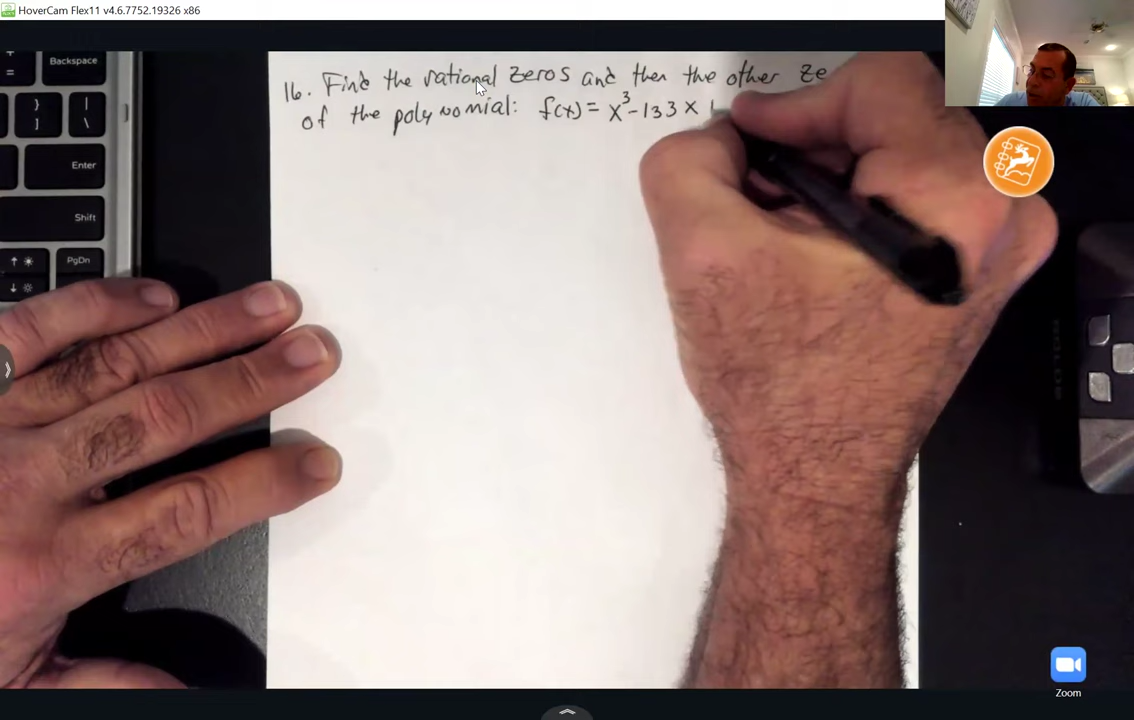 HoverCam Flex11 v4.6.7752.19326 x86
Backspace
+
=
}
]
|
\
Enter
Shift
PgDn
16. Find the rational zeros and then the other ze
of the polynomial: f(x) = x³-133x
Zoom